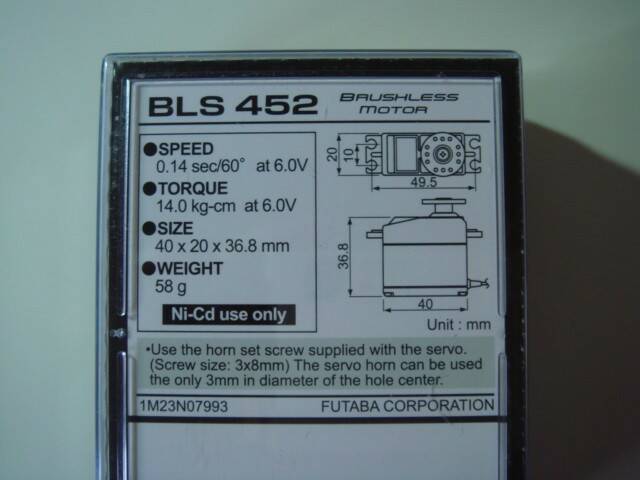 BLS 452 BRUSHLESS MOTOR
●SPEED
0.14 sec/60° at 6.0V
●TORQUE
14.0 kg-cm at 6.0V
●SIZE
40 x 20 x 36.8 mm
●WEIGHT
58 g
Ni-Cd use only
20
10
49.5
36.8
40
Unit : mm
•Use the horn set screw supplied with the servo.
(Screw size: 3x8mm) The servo horn can be used
the only 3mm in diameter of the hole center.
1M23N07993 FUTABA CORPORATION